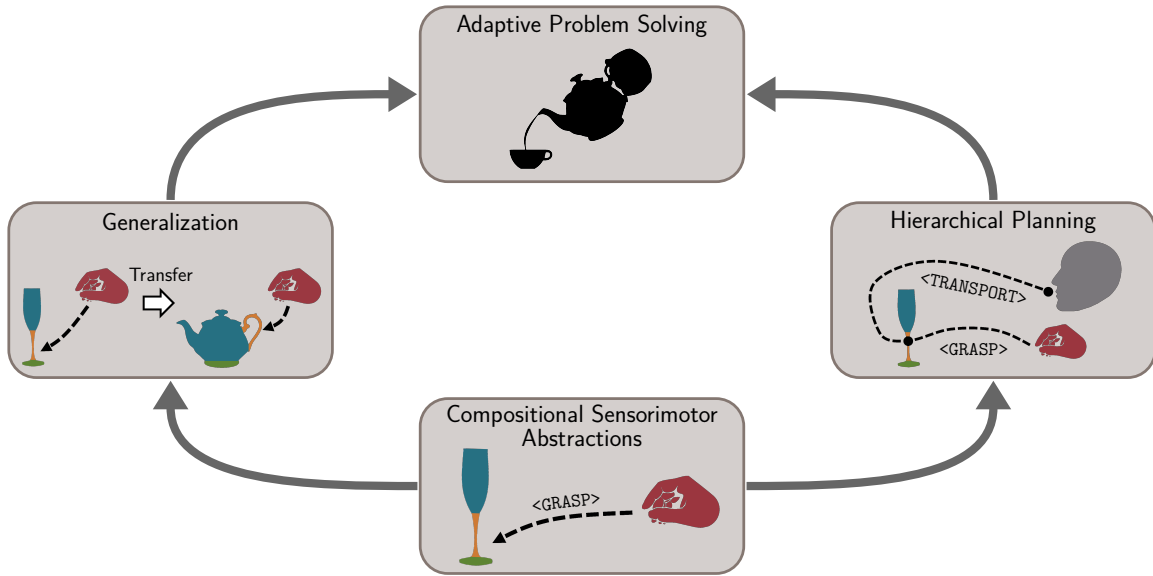 Adaptive Problem Solving
Generalization
Transfer
Hierarchical Planning
<TRANSPORT>
<GRASP>
Compositional Sensorimotor
Abstractions
<GRASP>